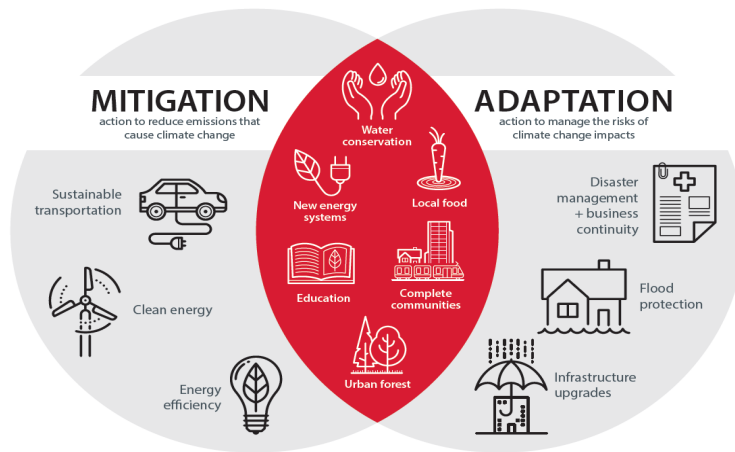 MITIGATION
action to reduce emissions that
cause climate change
Sustainable
transportation
Clean energy
Energy
efficiency
Water
conservation
New energy
systems
Local food
Education
Complete
communities
Urban forest
ADAPTATION
action to manage the risks of
climate change impacts
Disaster
management
+ business
continuity
Flood
protection
Infrastructure
upgrades